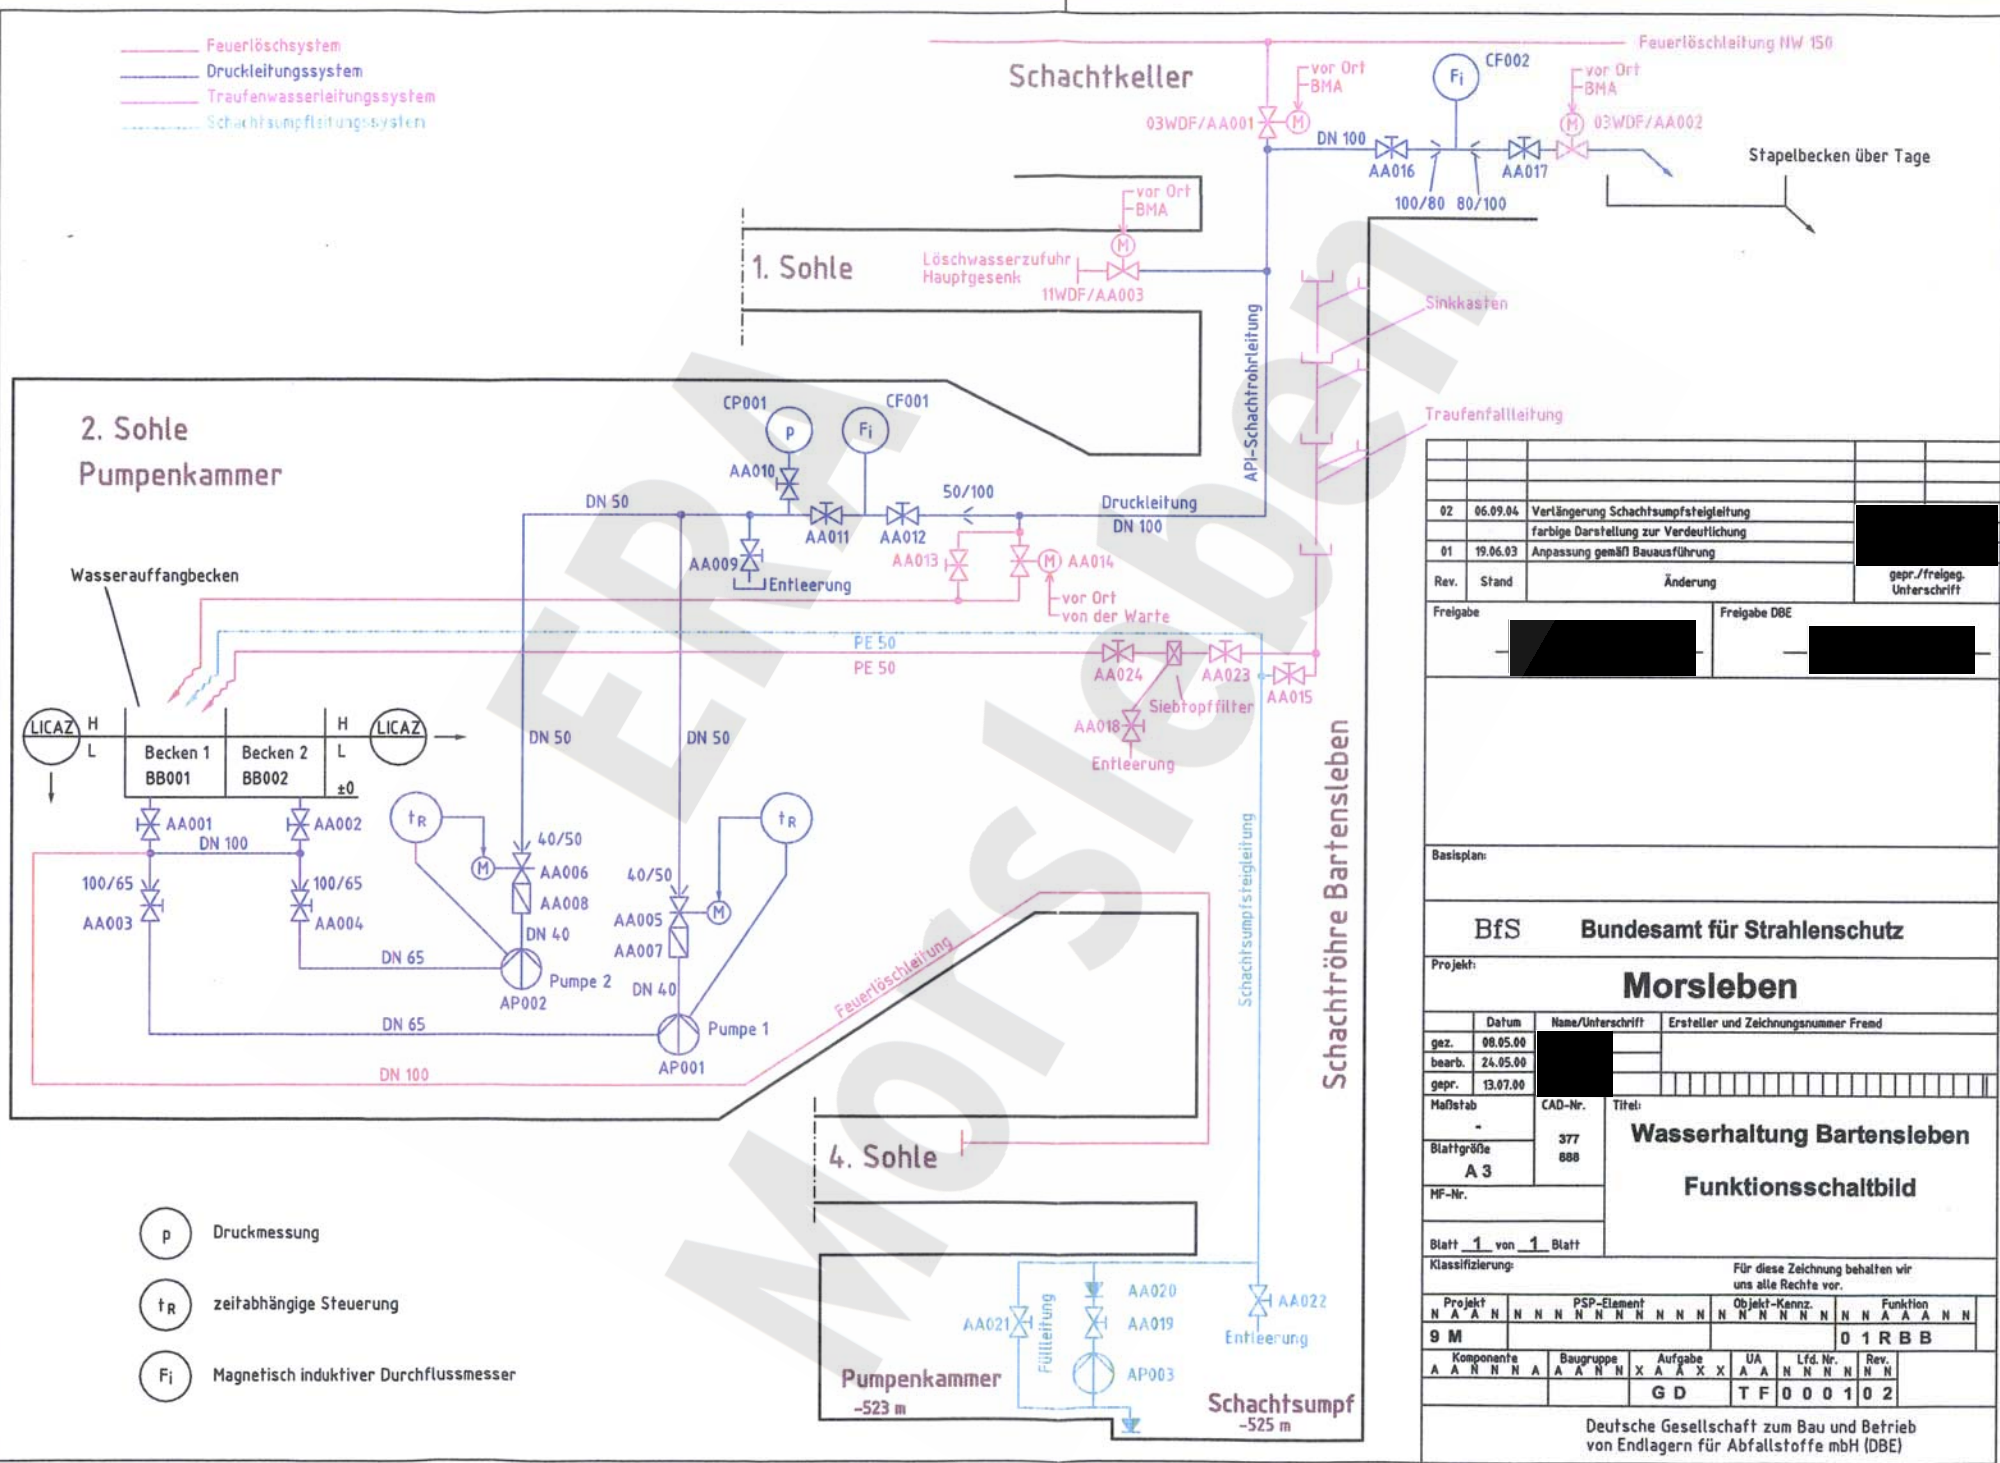 Feuerlöschsystem
Druckleitungssystem
Traufenwasserleitungssystem
Schachtsumpfleitungssystem
Schachtkeller
Feuerlöschleitung NW 150
vor Ort
BMA
03WDF/AA001
M
CF002
Fi
vor Ort
BMA
M
03WDF/AA002
DN 100
AA016
AA017
100/80
80/100
Stapelbecken über Tage
vor Ort
BMA
M
1. Sohle
Löschwasserzufuhr
Hauptgesenk
11WDF/AA003
API-Schachtrohrleitung
Sinkkasten
Traufenfallleitung
2. Sohle
Pumpenkammer
CP001
P
CF001
Fi
AA010
DN 50
AA011
AA012
50/100
Druckleitung
DN 100
AA009
Entleerung
AA013
M
AA014
vor Ort
von der Warte
Wasserauffangbecken
PE 50
PE 50
AA024
AA023
AA015
Siebtopffilter
AA018
Entleerung
LICAZ
H
L
Becken 1
BB001
Becken 2
BB002
H
L
±0
LICAZ
DN 50
DN 50
AA001
AA002
DN 100
100/65
AA003
100/65
AA004
tR
M
40/50
AA006
AA008
DN 40
tR
M
40/50
AA005
AA007
DN 40
DN 65
Pumpe 2
AP002
DN 65
Pumpe 1
AP001
DN 100
Feuerlöschleitung
Schachtsumpfsteigleitung
Schachtröhre Bartensleben
4. Sohle
AA021
Füllleitung
AA020
AA019
AP003
AA022
Entleerung
Pumpenkammer
-523 m
Schachtsumpf
-525 m
P
Druckmessung
tR
zeitabhängige Steuerung
Fi
Magnetisch induktiver Durchflussmesser
ERA
Morsleben
02 06.09.04 Verlängerung Schachtsumpfsteigleitung
farbige Darstellung zur Verdeutlichung
01 19.06.03 Anpassung gemäß Bauausführung
Rev. Stand Änderung gepr./freigeg.
Unterschrift
Freigabe Freigabe DBE
Basisplan:
BfS Bundesamt für Strahlenschutz
Projekt:
Morsleben
Datum Name/Unterschrift Ersteller und Zeichnungsnummer Fremd
gez. 08.05.00
bearb. 24.05.00
gepr. 13.07.00
Maßstab CAD-Nr. Titel:
-
377
888
Wasserhaltung Bartensleben
Funktionsschaltbild
Blattgröße
A 3
MF-Nr.
Blatt 1 von 1 Blatt
Klassifizierung:
Für diese Zeichnung behalten wir
uns alle Rechte vor.
Projekt PSP-Element Objekt-Kennz. Funktion
N A A N N N N N N N N N N N N N N N N N N N A A A N N
9 M 0 1 R B B
Komponente Baugruppe Aufgabe UA Lfd. Nr. Rev.
A A N N N A A A N N X A A X X A A N N N N N N
G D T F 0 0 0 1 0 2
Deutsche Gesellschaft zum Bau und Betrieb
von Endlagern für Abfallstoffe mbH (DBE)